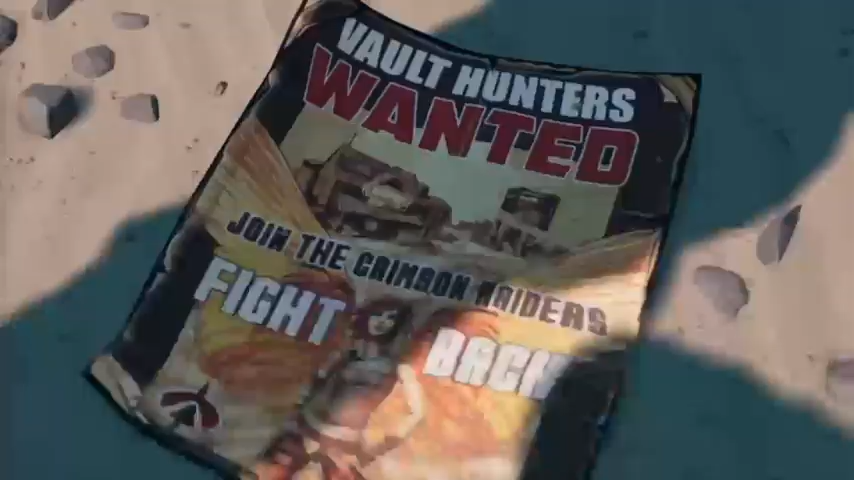 VAULT HUNTERS
WANTED
JOIN THE CRIMSON RAIDERS
FIGHT
BACK